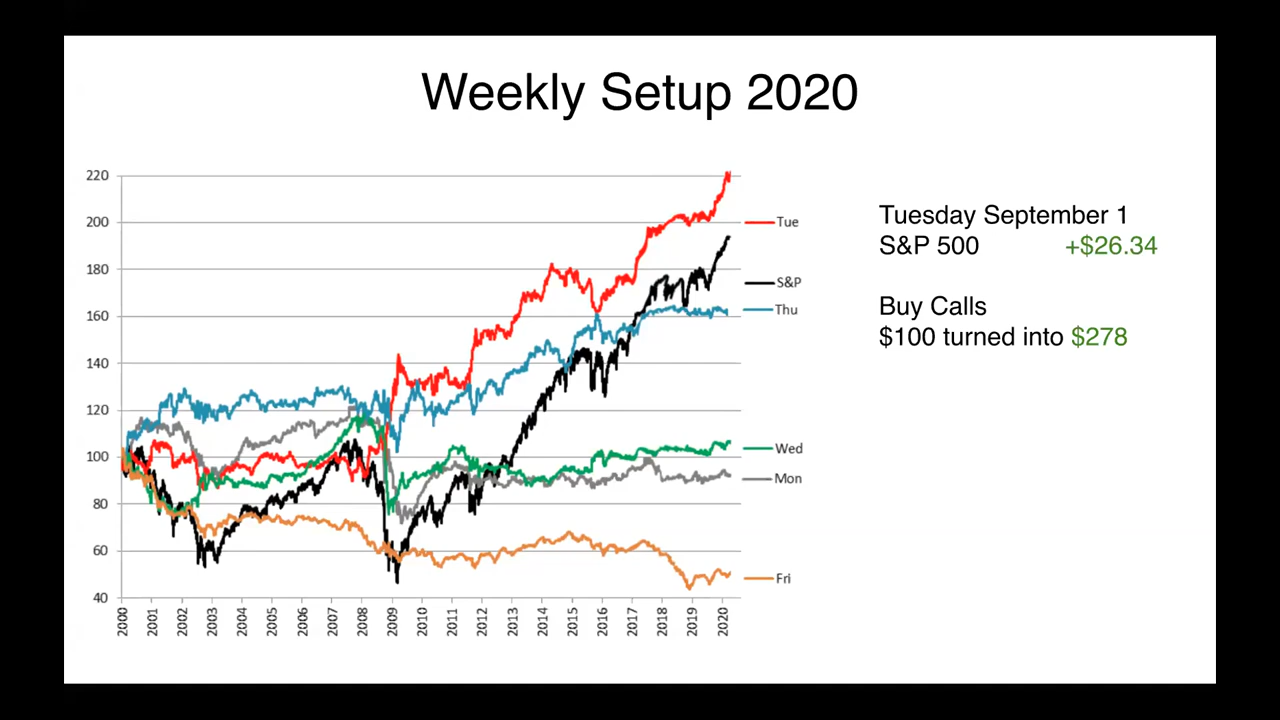 Weekly Setup 2020
220
200
180
160
140
120
100
80
60
40
2000 2001 2002 2003 2004 2005 2006 2007 2008 2009 2010 2011 2012 2013 2014 2015 2016 2017 2018 2019 2020
Tue
S&P
Thu
Wed
Mon
Fri
Tuesday September 1
S&P 500 +$26.34
Buy Calls
$100 turned into $278